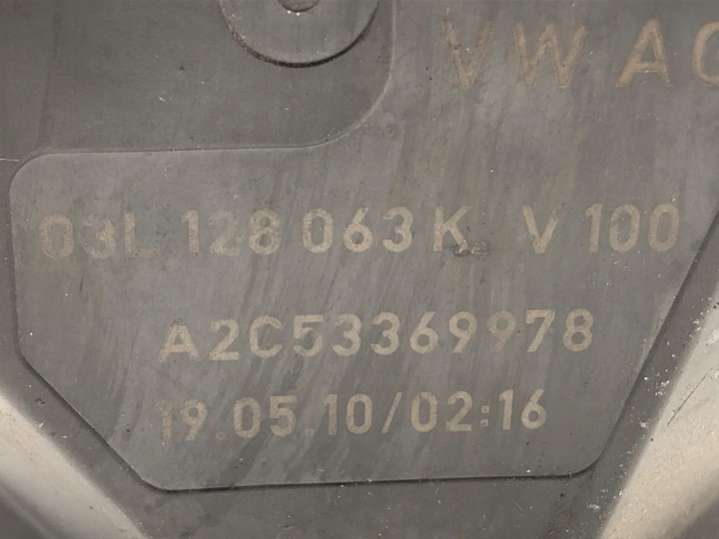 VW AG
03L 128 063 K V 100
A2C53369978
19.05.10/02:16